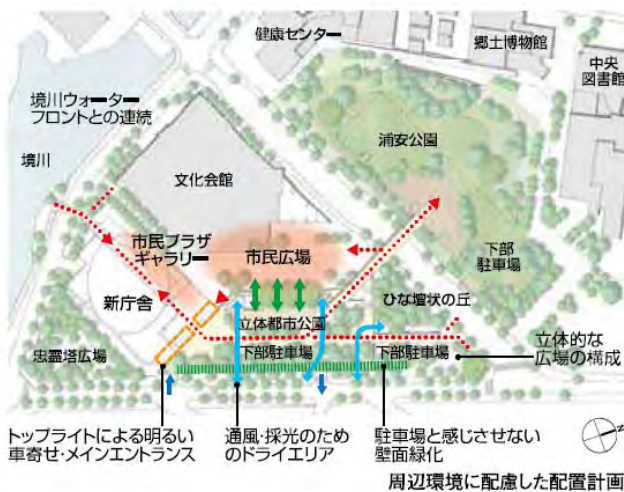 健康センター
郷土博物館
中央
図書館
境川ウォーター
フロントとの連続
浦安公園
境川
文化会館
市民プラザ
ギャラリー
市民広場
下部
駐車場
新庁舎
ひな壇状の丘
立体都市公園
立体的な
広場の構成
忠霊塔広場
下部駐車場
下部駐車場
トップライトによる明るい
車寄せ・メインエントランス
通風・採光のため
のドライエリア
駐車場と感じさせない
壁面緑化
N
周辺環境に配慮した配置計画